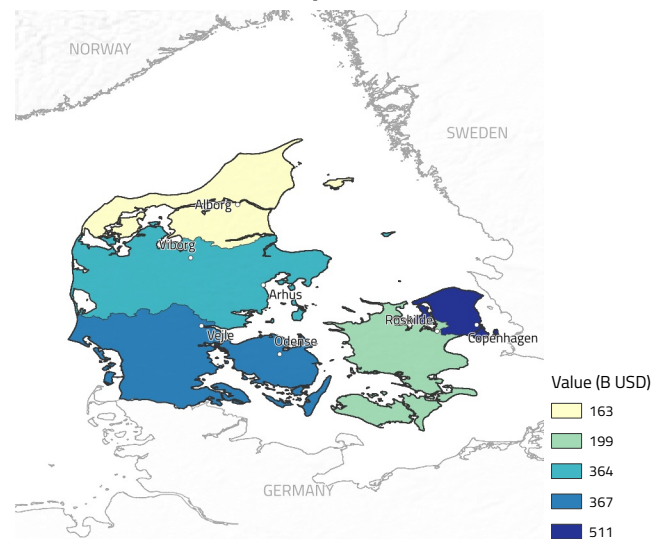 NORWAY
SWEDEN
Alborg
Viborg
Arhus
Roskilde
Vejle
Odense
Copenhagen
GERMANY
Value (B USD)
163
199
364
367
511